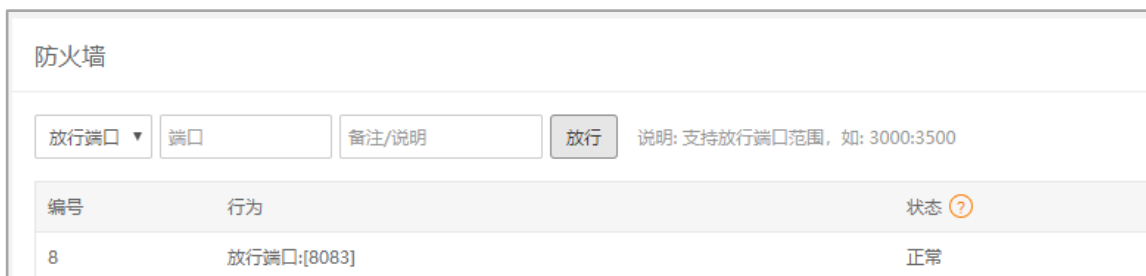 防火墙
放行端口 ▼ 端口 备注/说明 放行 说明: 支持放行端口范围，如: 3000:3500
编号 行为 状态 ?
8 放行端口:[8083] 正常